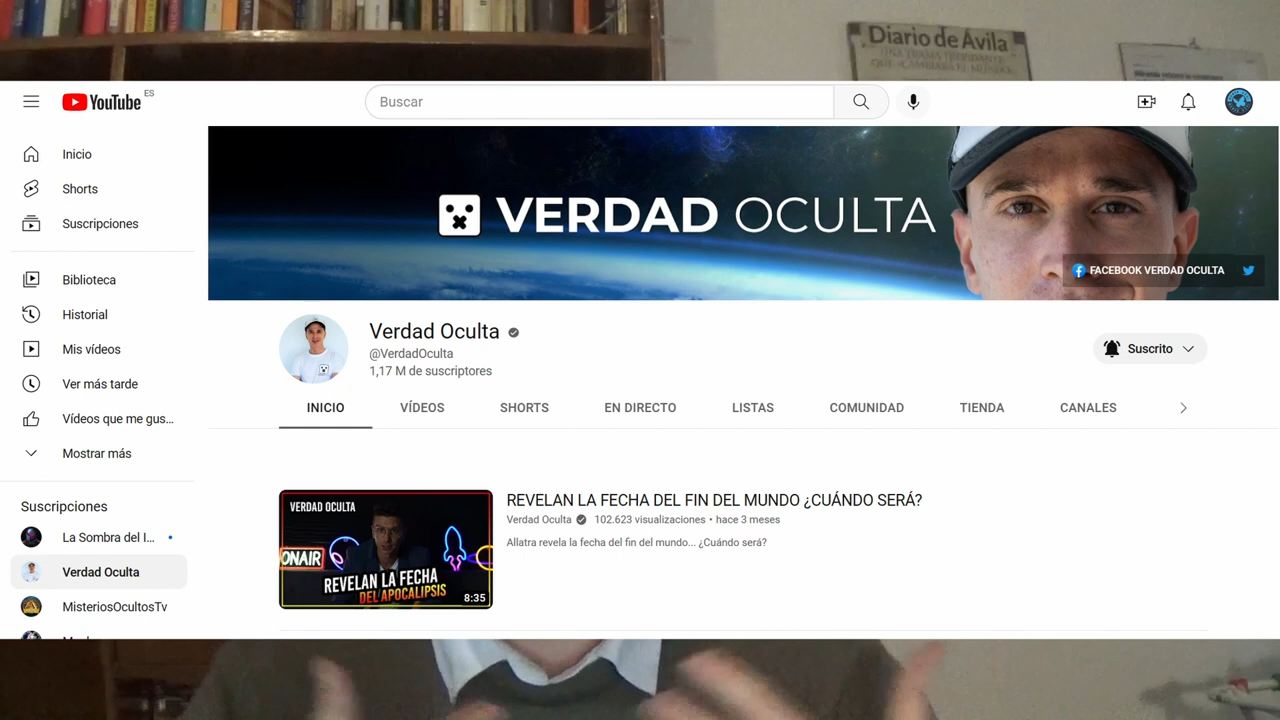 Diario de Ávila
YouTube ES
Buscar
Inicio
Shorts
Suscripciones
Biblioteca
Historial
Mis vídeos
Ver más tarde
Vídeos que me gus...
Mostrar más
Suscripciones
La Sombra del I...
Verdad Oculta
MisteriosOcultosTv
VERDAD OCULTA
FACEBOOK VERDAD OCULTA
Verdad Oculta
@VerdadOculta
1,17 M de suscriptores
Suscrito
INICIO VÍDEOS SHORTS EN DIRECTO LISTAS COMUNIDAD TIENDA CANALES
VERDAD OCULTA
ONAIR
REVELAN LA FECHA
DEL APOCALIPSIS
8:35
REVELAN LA FECHA DEL FIN DEL MUNDO ¿CUÁNDO SERÁ?
Verdad Oculta 102.623 visualizaciones • hace 3 meses
Allatra revela la fecha del fin del mundo... ¿Cuándo será?